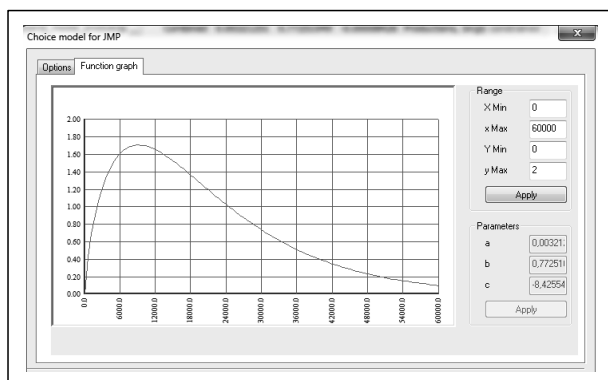 Choice model for JMP
Options
Function graph
2.00
1.80
1.60
1.40
1.20
1.00
0.80
0.60
0.40
0.20
0.00
0.0
6000.0
12000.0
18000.0
24000.0
30000.0
36000.0
42000.0
48000.0
54000.0
60000.0
Range
X Min 0
x Max 60000
Y Min 0
y Max 2
Apply
Parameters
a 0,00321
b 0,77251
c -8,42554
Apply